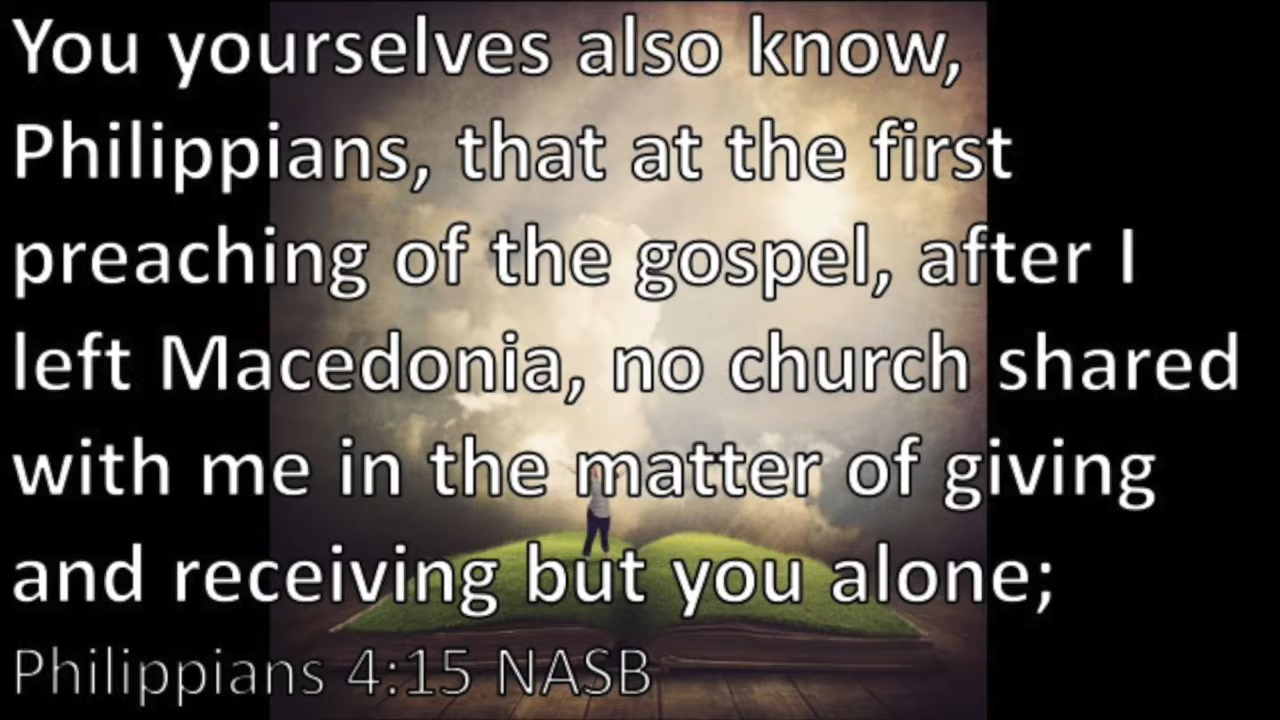 You yourselves also know,
Philippians, that at the first
preaching of the gospel, after I
left Macedonia, no church shared
with me in the matter of giving
and receiving but you alone;
Philippians 4:15 NASB